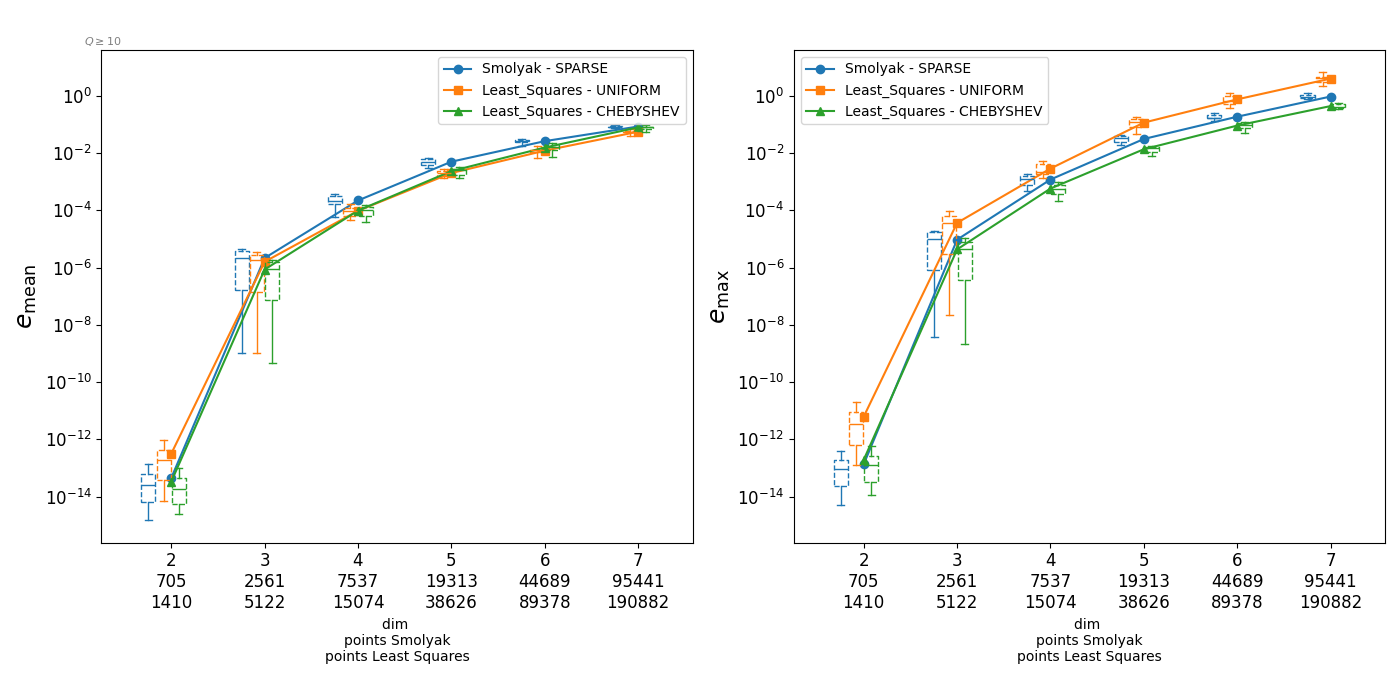 Q ≥ 10
Smolyak - SPARSE
Least_Squares - UNIFORM
Least_Squares - CHEBYSHEV
10⁰
10⁻²
10⁻⁴
10⁻⁶
10⁻⁸
10⁻¹⁰
10⁻¹²
10⁻¹⁴
e_mean
2 3 4 5 6 7
705 2561 7537 19313 44689 95441
1410 5122 15074 38626 89378 190882
dim
points Smolyak
points Least Squares
Smolyak - SPARSE
Least_Squares - UNIFORM
Least_Squares - CHEBYSHEV
10⁰
10⁻²
10⁻⁴
10⁻⁶
10⁻⁸
10⁻¹⁰
10⁻¹²
10⁻¹⁴
e_max
2 3 4 5 6 7
705 2561 7537 19313 44689 95441
1410 5122 15074 38626 89378 190882
dim
points Smolyak
points Least Squares